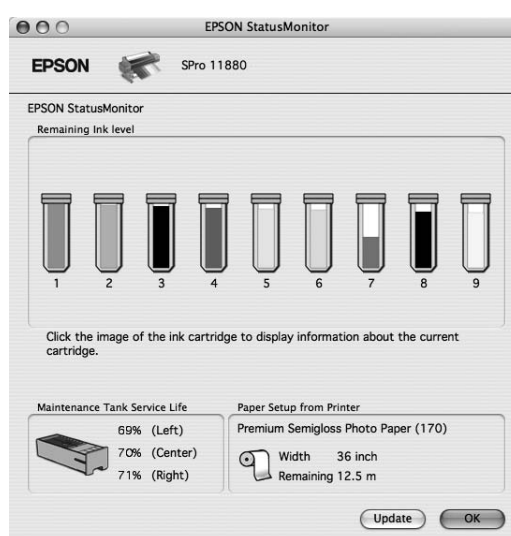 EPSON StatusMonitor
EPSON
SPro 11880
EPSON StatusMonitor
Remaining Ink level
1 2 3 4 5 6 7 8 9
Click the image of the ink cartridge to display information about the current
cartridge.
Maintenance Tank Service Life
69% (Left)
70% (Center)
71% (Right)
Paper Setup from Printer
Premium Semigloss Photo Paper (170)
Width 36 inch
Remaining 12.5 m
Update
OK